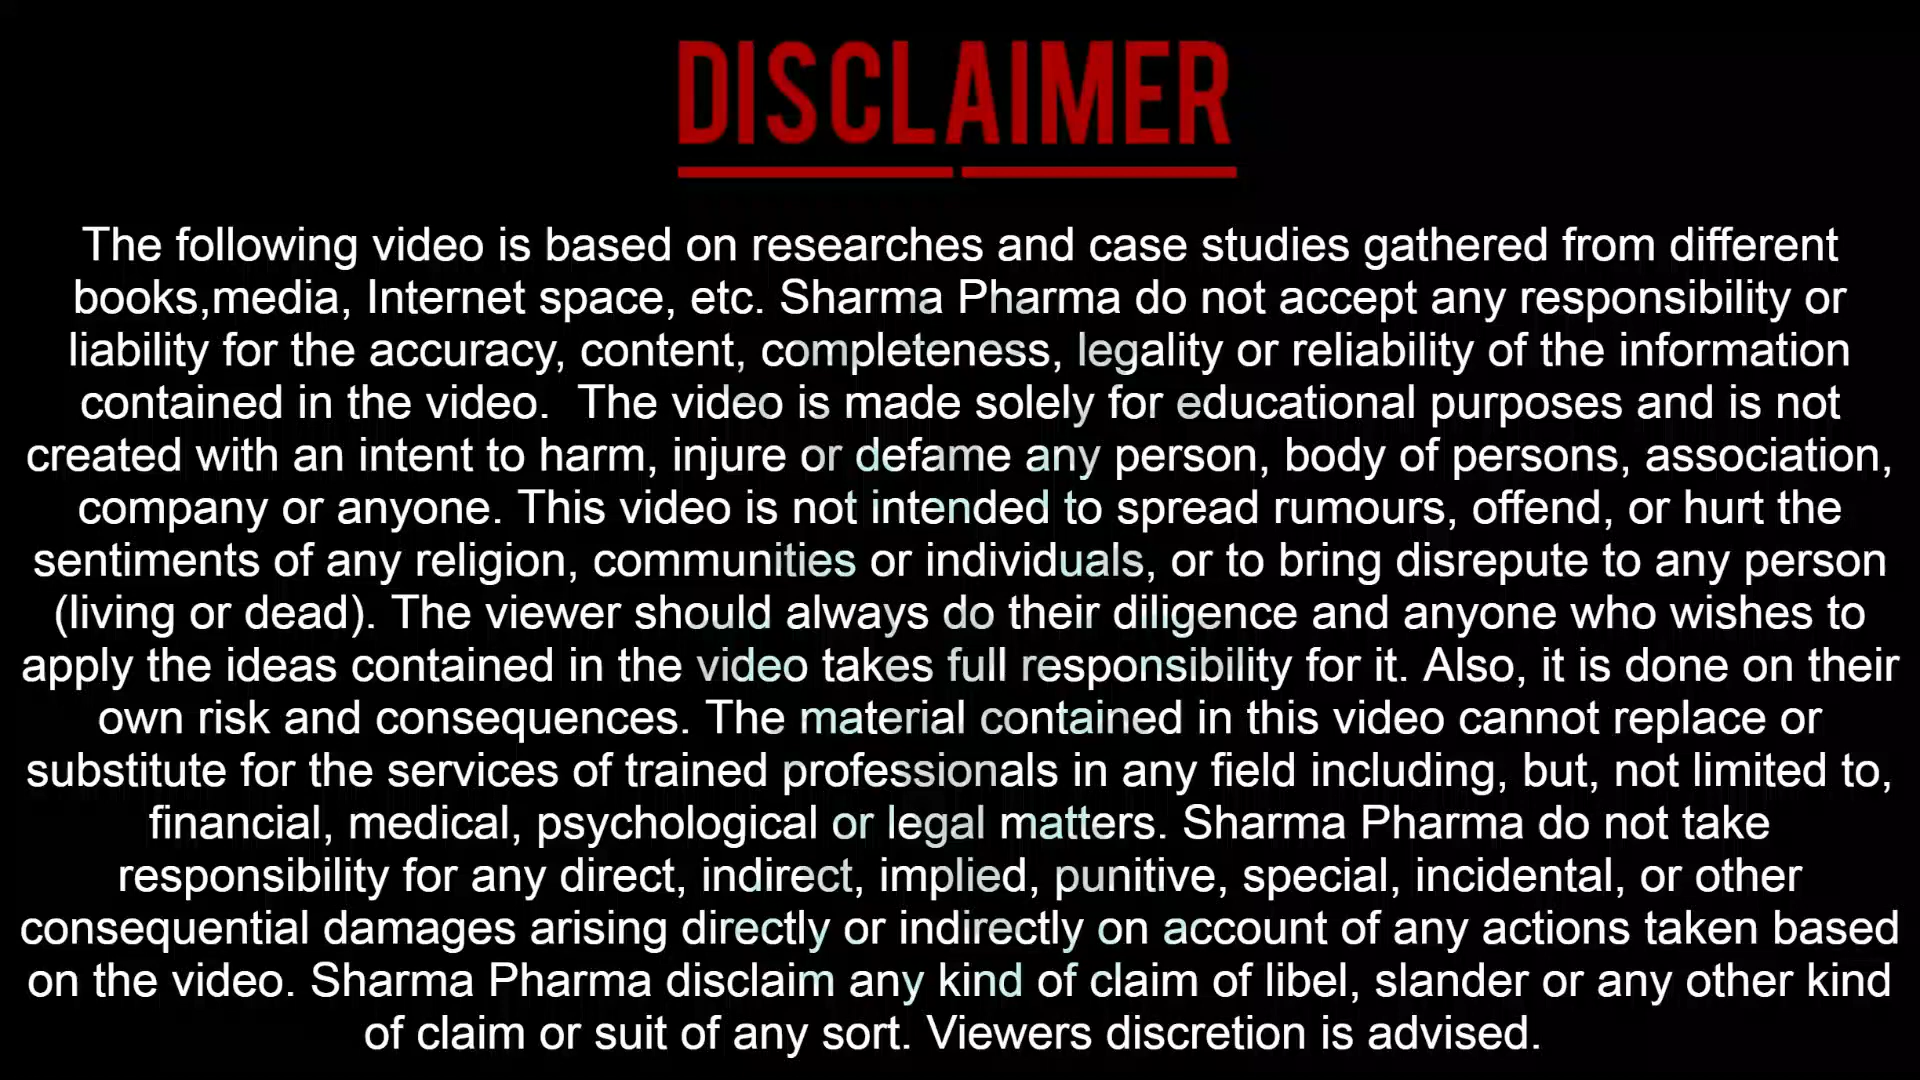 DISCLAIMER
The following video is based on researches and case studies gathered from different
books,media, Internet space, etc. Sharma Pharma do not accept any responsibility or
liability for the accuracy, content, completeness, legality or reliability of the information
contained in the video.  The video is made solely for educational purposes and is not
created with an intent to harm, injure or defame any person, body of persons, association,
company or anyone. This video is not intended to spread rumours, offend, or hurt the
sentiments of any religion, communities or individuals, or to bring disrepute to any person
(living or dead). The viewer should always do their diligence and anyone who wishes to
apply the ideas contained in the video takes full responsibility for it. Also, it is done on their
own risk and consequences. The material contained in this video cannot replace or
substitute for the services of trained professionals in any field including, but, not limited to,
financial, medical, psychological or legal matters. Sharma Pharma do not take
responsibility for any direct, indirect, implied, punitive, special, incidental, or other
consequential damages arising directly or indirectly on account of any actions taken based
on the video. Sharma Pharma disclaim any kind of claim of libel, slander or any other kind
of claim or suit of any sort. Viewers discretion is advised.